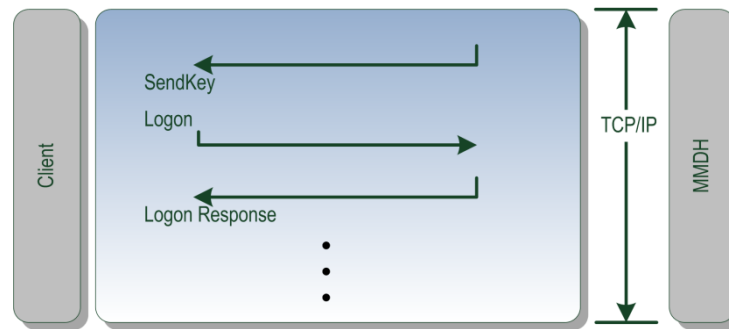 Client
SendKey
Logon
Logon Response
TCP/IP
MMDH